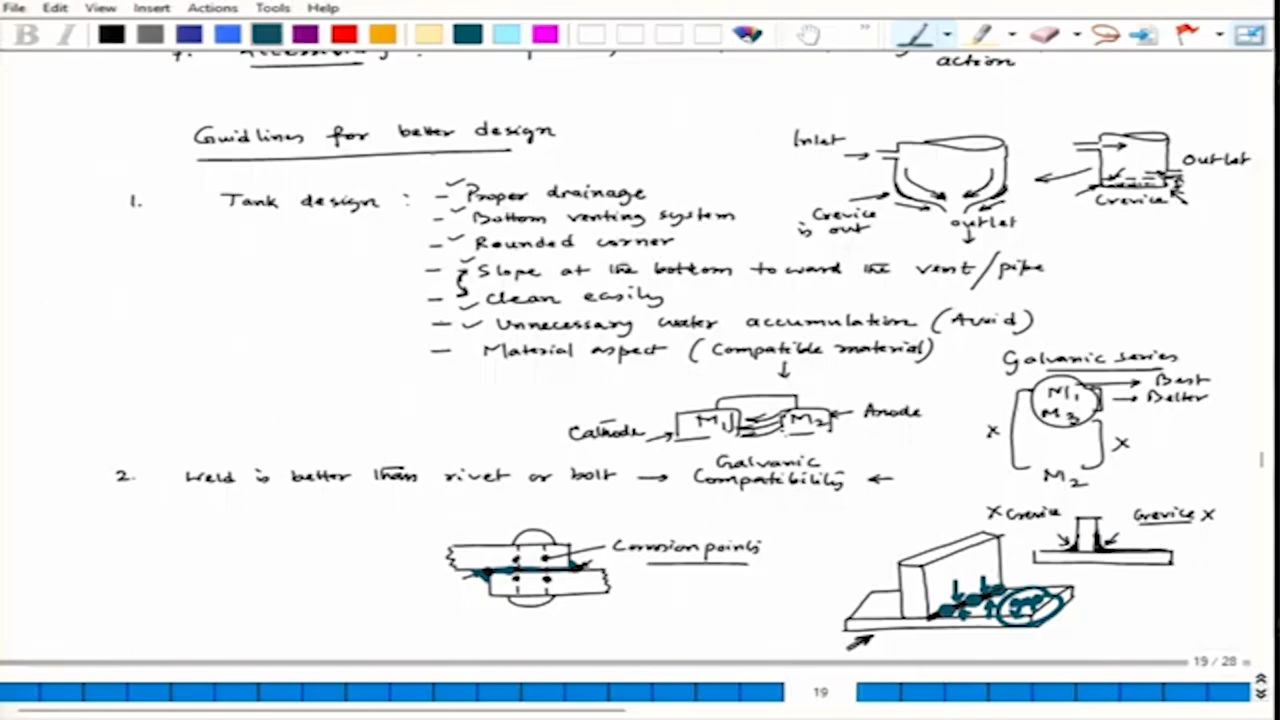 File Edit View Insert Actions Tools Help
B I
action
Guidlines for better design
1. Tank design : - Proper drainage
- Bottom venting system
- Rounded corner
- Slope at the bottom toward the vent/pipe
- Clean easily
- Unnecessary water accumulation (Avoid)
- Material aspect (Compatible material)
Inlet
Crevice
is out
outlet
Outlet
Crevice
Cathode
M1
M2
Anode
Galvanic series
M1
M3
Best
Better
X
X
M2
2. Weld is better than rivet or bolt → Galvanic
Compatibility ←
Corrosion points
X Crevice
Crevice X
gap
19 / 28
19